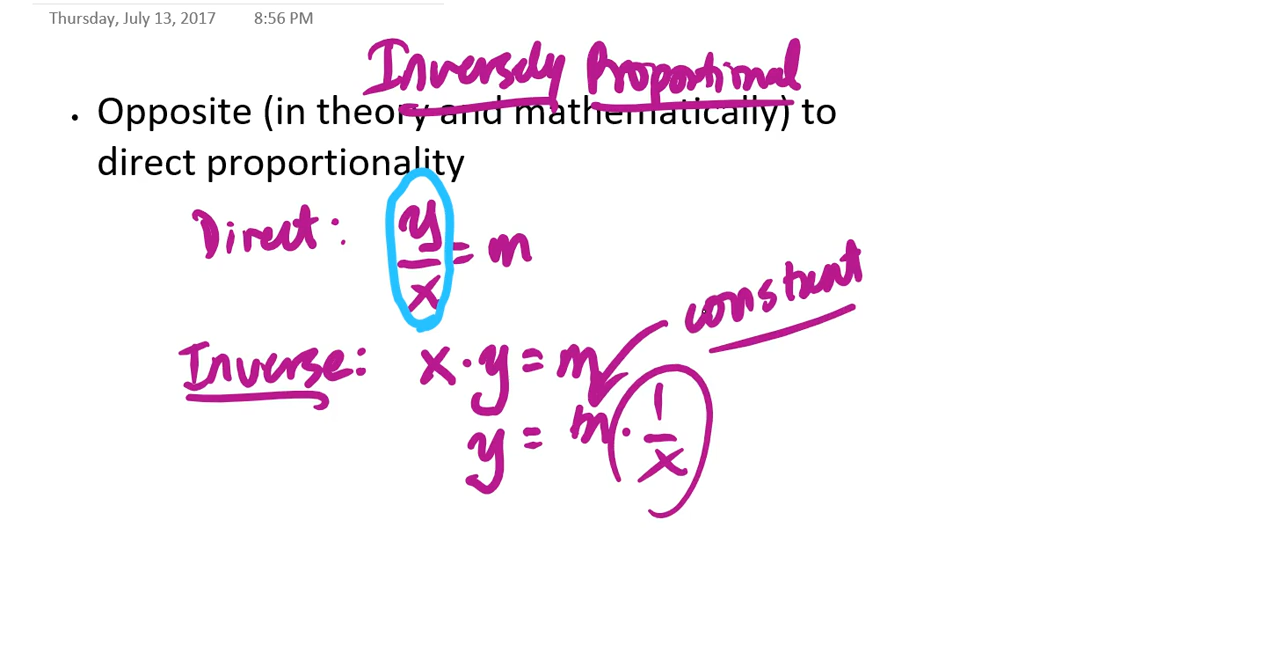 Thursday, July 13, 2017 8:56 PM
Inversely Proportional
• Opposite (in theory and mathematically) to
direct proportionality
Direct: y/x = m
constant
Inverse: x · y = m
y = m · 1/x